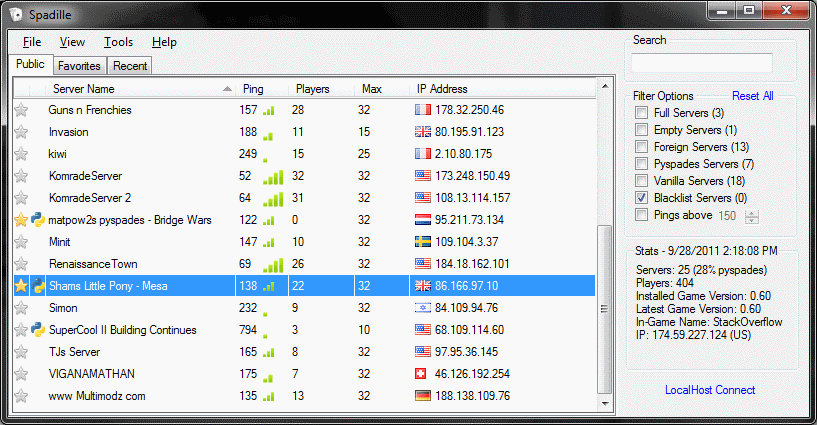 Spadille
File View Tools Help
Public Favorites Recent
Server Name Ping Players Max IP Address
Guns n Frenchies 157 28 32 178.32.250.46
Invasion 188 11 15 80.195.91.123
kiwi 249 15 25 2.10.80.175
KomradeServer 52 32 32 173.248.150.49
KomradeServer 2 64 31 32 108.13.114.157
matpow2s pyspades - Bridge Wars 122 0 32 95.211.73.134
Minit 147 10 32 109.104.3.37
RenaissanceTown 69 26 32 184.18.162.101
Shams Little Pony - Mesa 138 22 32 86.166.97.10
Simon 232 9 32 84.109.94.76
SuperCool II Building Continues 794 3 10 68.109.114.60
TJs Server 165 8 32 97.95.36.145
VIGANAMATHAN 175 7 32 46.126.192.254
www Multimodz com 135 13 32 188.138.109.76
Search
Filter Options Reset All
Full Servers (3)
Empty Servers (1)
Foreign Servers (13)
Pyspades Servers (7)
Vanilla Servers (18)
Blacklist Servers (0)
Pings above 150
Stats - 9/28/2011 2:18:08 PM
Servers: 25 (28% pyspades)
Players: 404
Installed Game Version: 0.60
Latest Game Version: 0.60
In-Game Name: StackOverflow
IP: 174.59.227.124 (US)
LocalHost Connect